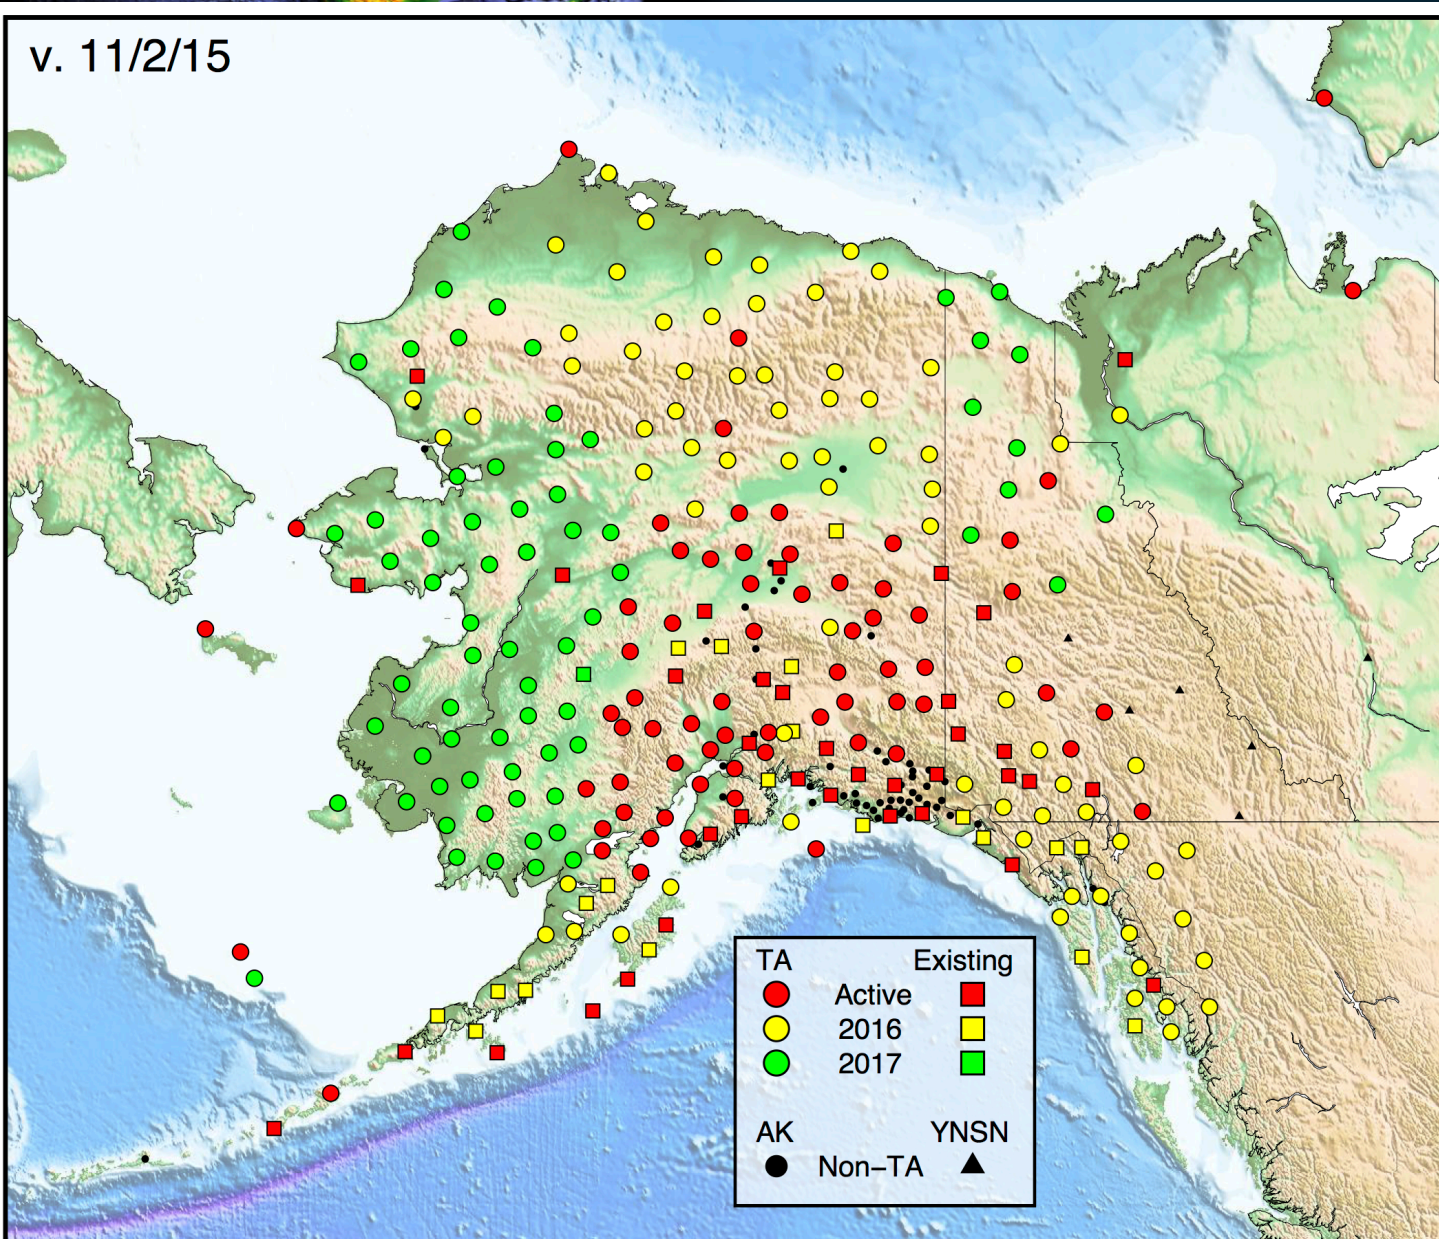 v. 11/2/15
TA Existing
Active
2016
2017
AK YNSN
Non-TA